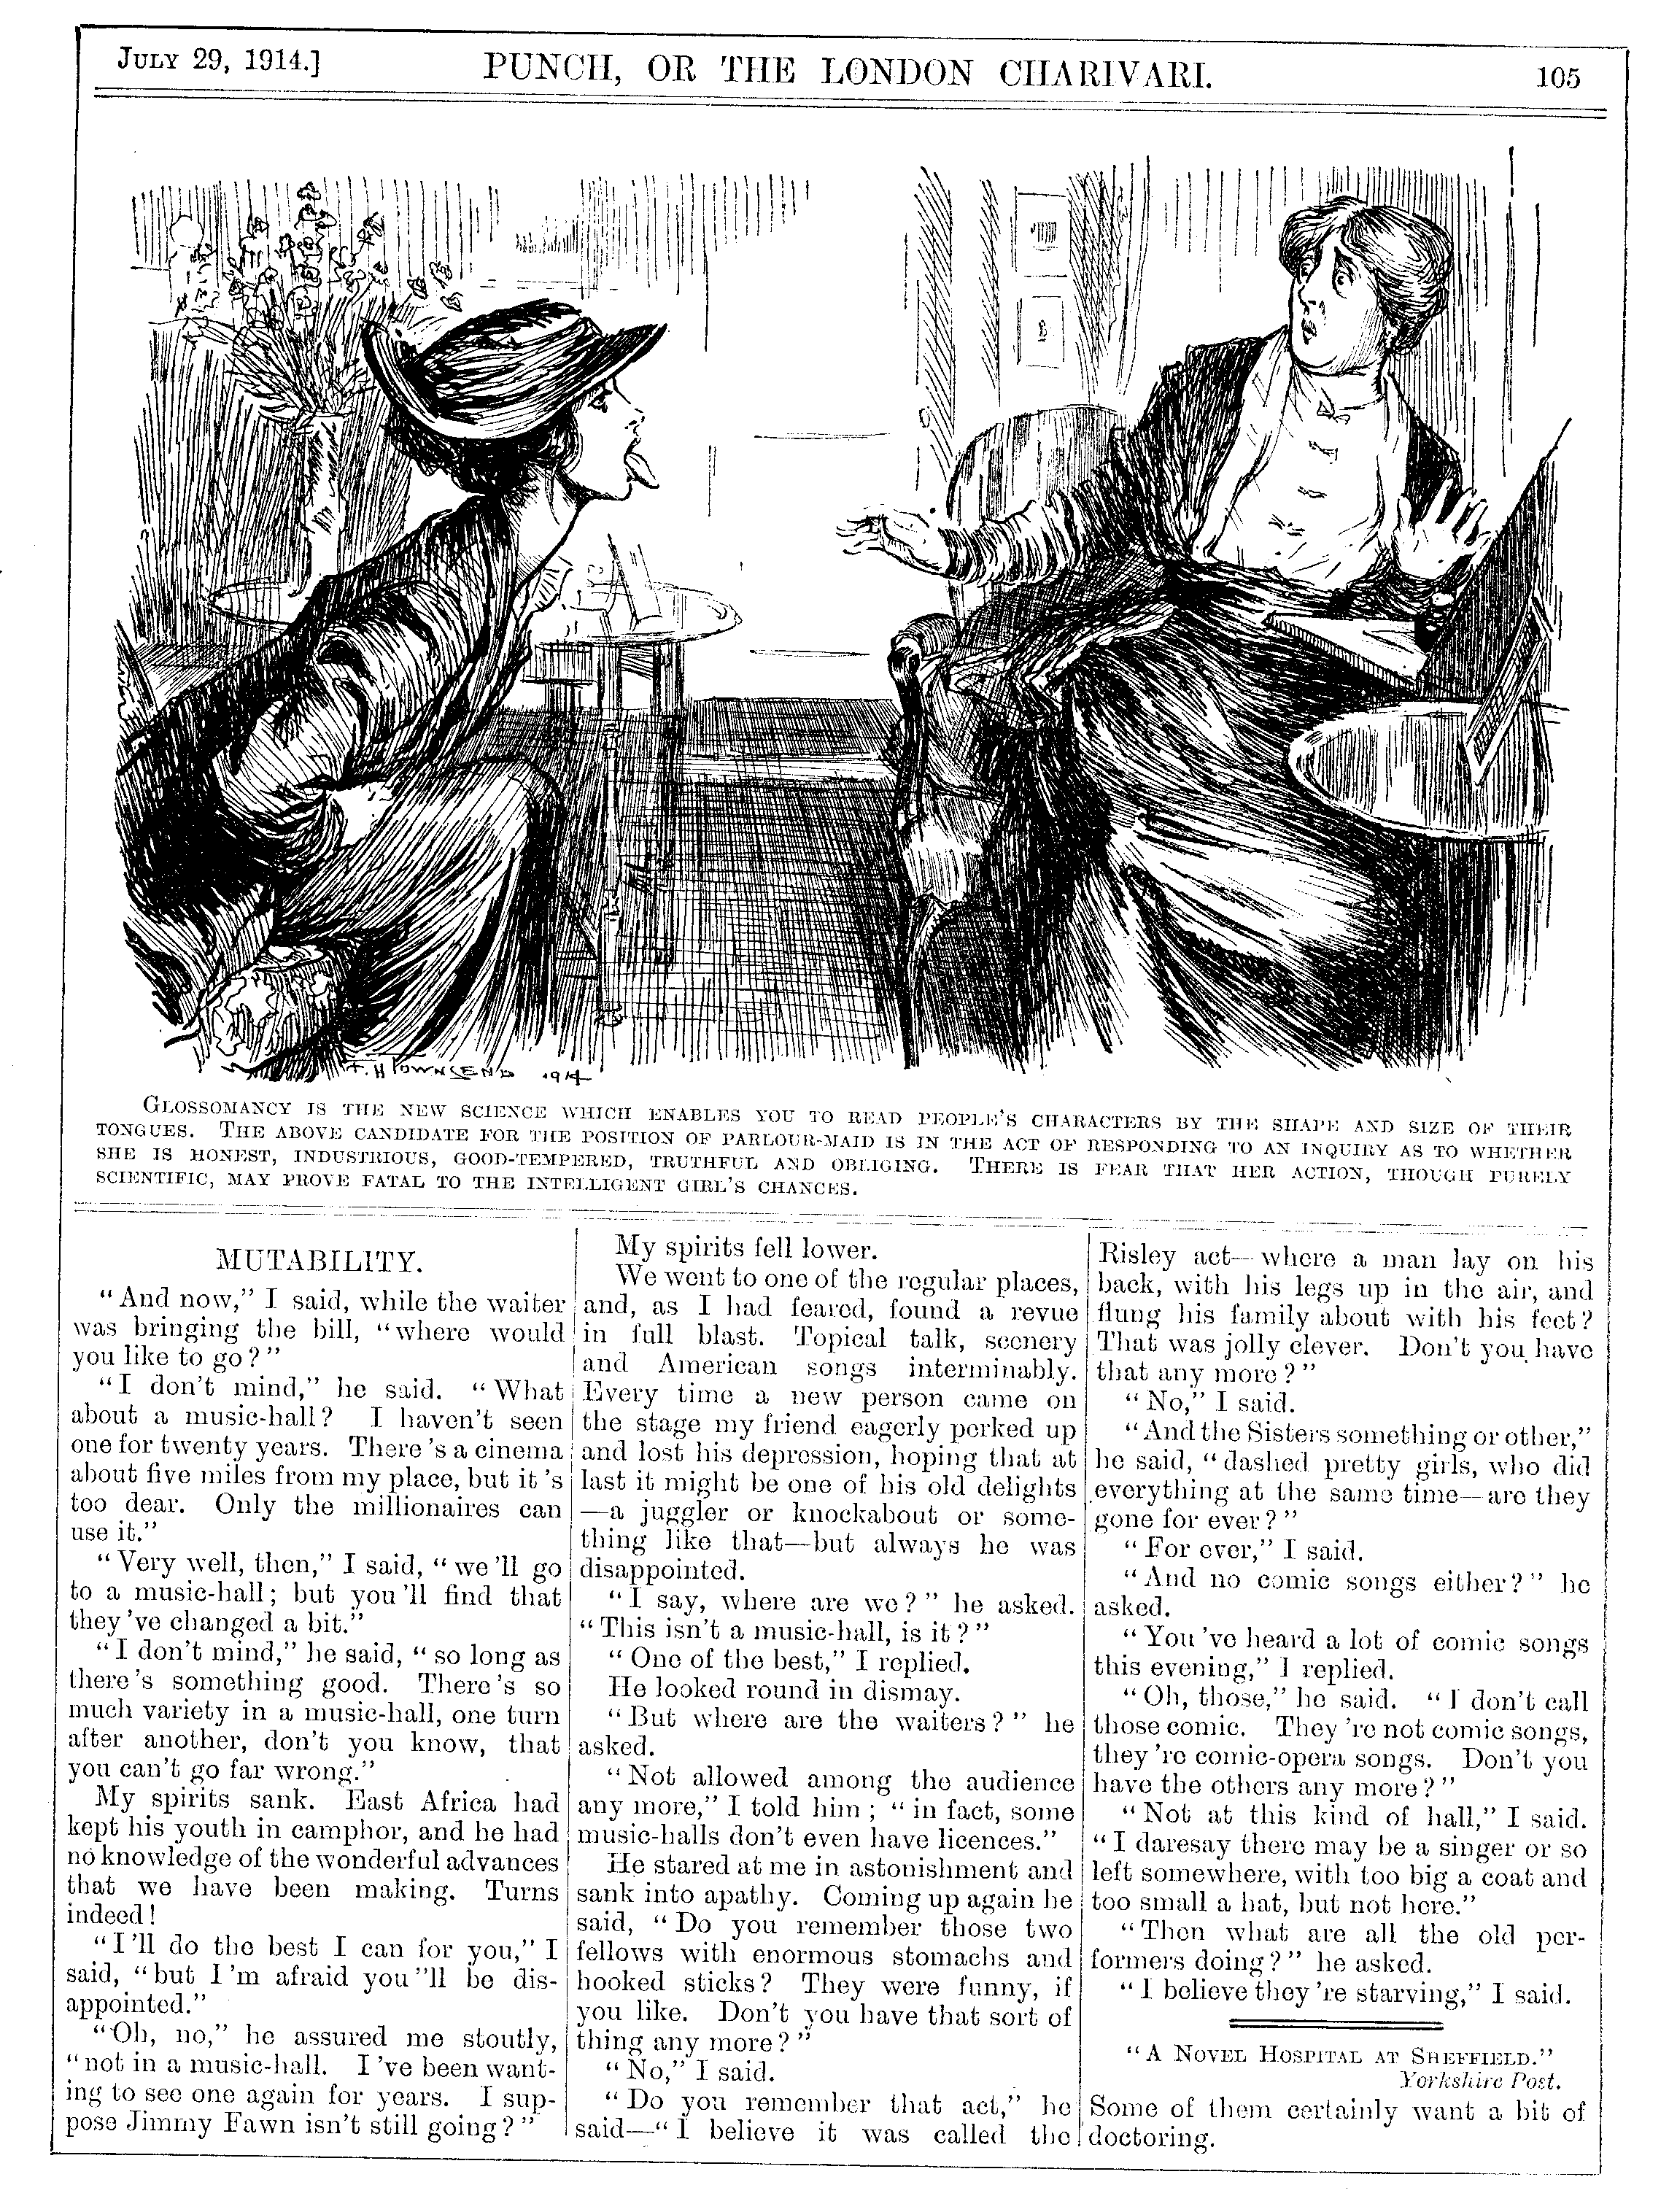 JULY 29, 1914.]
PUNCH, OR THE LONDON CHARIVARI.
105
F. H. TOWNSEND 1914
GLOSSOMANCY IS THE NEW SCIENCE WHICH ENABLES YOU TO READ PEOPLE'S CHARACTERS BY THE SHAPE AND SIZE OF THEIR
TONGUES. THE ABOVE CANDIDATE FOR THE POSITION OF PARLOUR-MAID IS IN THE ACT OF RESPONDING TO AN INQUIRY AS TO WHETHER
SHE IS HONEST, INDUSTRIOUS, GOOD-TEMPERED, TRUTHFUL AND OBLIGING. THERE IS FEAR THAT HER ACTION, THOUGH PURELY
SCIENTIFIC, MAY PROVE FATAL TO THE INTELLIGENT GIRL'S CHANCES.
MUTABILITY.
"And now," I said, while the waiter
was bringing the bill, "where would
you like to go?"
"I don't mind," he said. "What
about a music-hall? I haven't seen
one for twenty years. There's a cinema
about five miles from my place, but it's
too dear. Only the millionaires can
use it."
"Very well, then," I said, "we'll go
to a music-hall; but you'll find that
they've changed a bit."
"I don't mind," he said, "so long as
there's something good. There's so
much variety in a music-hall, one turn
after another, don't you know, that
you can't go far wrong."
My spirits sank. East Africa had
kept his youth in camphor, and he had
no knowledge of the wonderful advances
that we have been making. Turns
indeed!
"I'll do the best I can for you," I
said, "but I'm afraid you"ll be dis-
appointed."
"Oh, no," he assured me stoutly,
"not in a music-hall. I've been want-
ing to see one again for years. I sup-
pose Jimmy Fawn isn't still going?"
My spirits fell lower.
We went to one of the regular places,
and, as I had feared, found a revue
in full blast. Topical talk, scenery
and American songs interminably.
Every time a new person came on
the stage my friend eagerly perked up
and lost his depression, hoping that at
last it might be one of his old delights
—a juggler or knockabout or some-
thing like that—but always he was
disappointed.
"I say, where are we?" he asked.
"This isn't a music-hall, is it?"
"One of the best," I replied.
He looked round in dismay.
"But where are the waiters?" he
asked.
"Not allowed among the audience
any more," I told him; "in fact, some
music-halls don't even have licences."
He stared at me in astonishment and
sank into apathy. Coming up again he
said, "Do you remember those two
fellows with enormous stomachs and
hooked sticks? They were funny, if
you like. Don't you have that sort of
thing any more?"
"No," I said.
"Do you remember that act," he
said—"I believe it was called the
Risley act—where a man lay on his
back, with his legs up in the air, and
flung his family about with his feet?
That was jolly clever. Don't you have
that any more?"
"No," I said.
"And the Sisters something or other,"
he said, "dashed pretty girls, who did
everything at the same time—are they
gone for ever?"
"For ever," I said.
"And no comic songs either?" he
asked.
"You've heard a lot of comic songs
this evening," I replied.
"Oh, those," he said. "I don't call
those comic. They're not comic songs,
they're comic-opera songs. Don't you
have the others any more?"
"Not at this kind of hall," I said.
"I daresay there may be a singer or so
left somewhere, with too big a coat and
too small a hat, but not here."
"Then what are all the old per-
formers doing?" he asked.
"I believe they're starving," I said.
"A NOVEL HOSPITAL AT SHEFFIELD."
Yorkshire Post.
Some of them certainly want a bit of
doctoring.